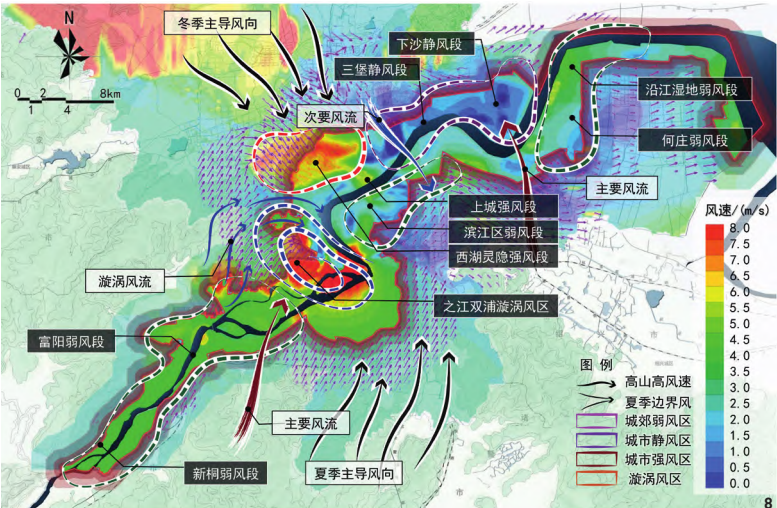 冬季主导风向
下沙静风段
N
三堡静风段
0 2
8km
1 4
沿江湿地弱风段
次要风流
何庄弱风段
主要风流
上城强风段
风速/(m/s)
滨江区弱风段
8.0
7.5
西湖灵隐强风段
7.0
漩涡风流
6.5
6.0
之江双浦漩涡风区
5.5
5.0
富阳弱风段
4.5
4.0
图 例
3.5
高山高风速
3.0
夏季边界风
2.5
主要风流
城郊弱风区
2.0
城市静风区
1.5
新桐弱风段
夏季主导风向
城市强风区
1.0
0.5
漩涡风区
0.0
8